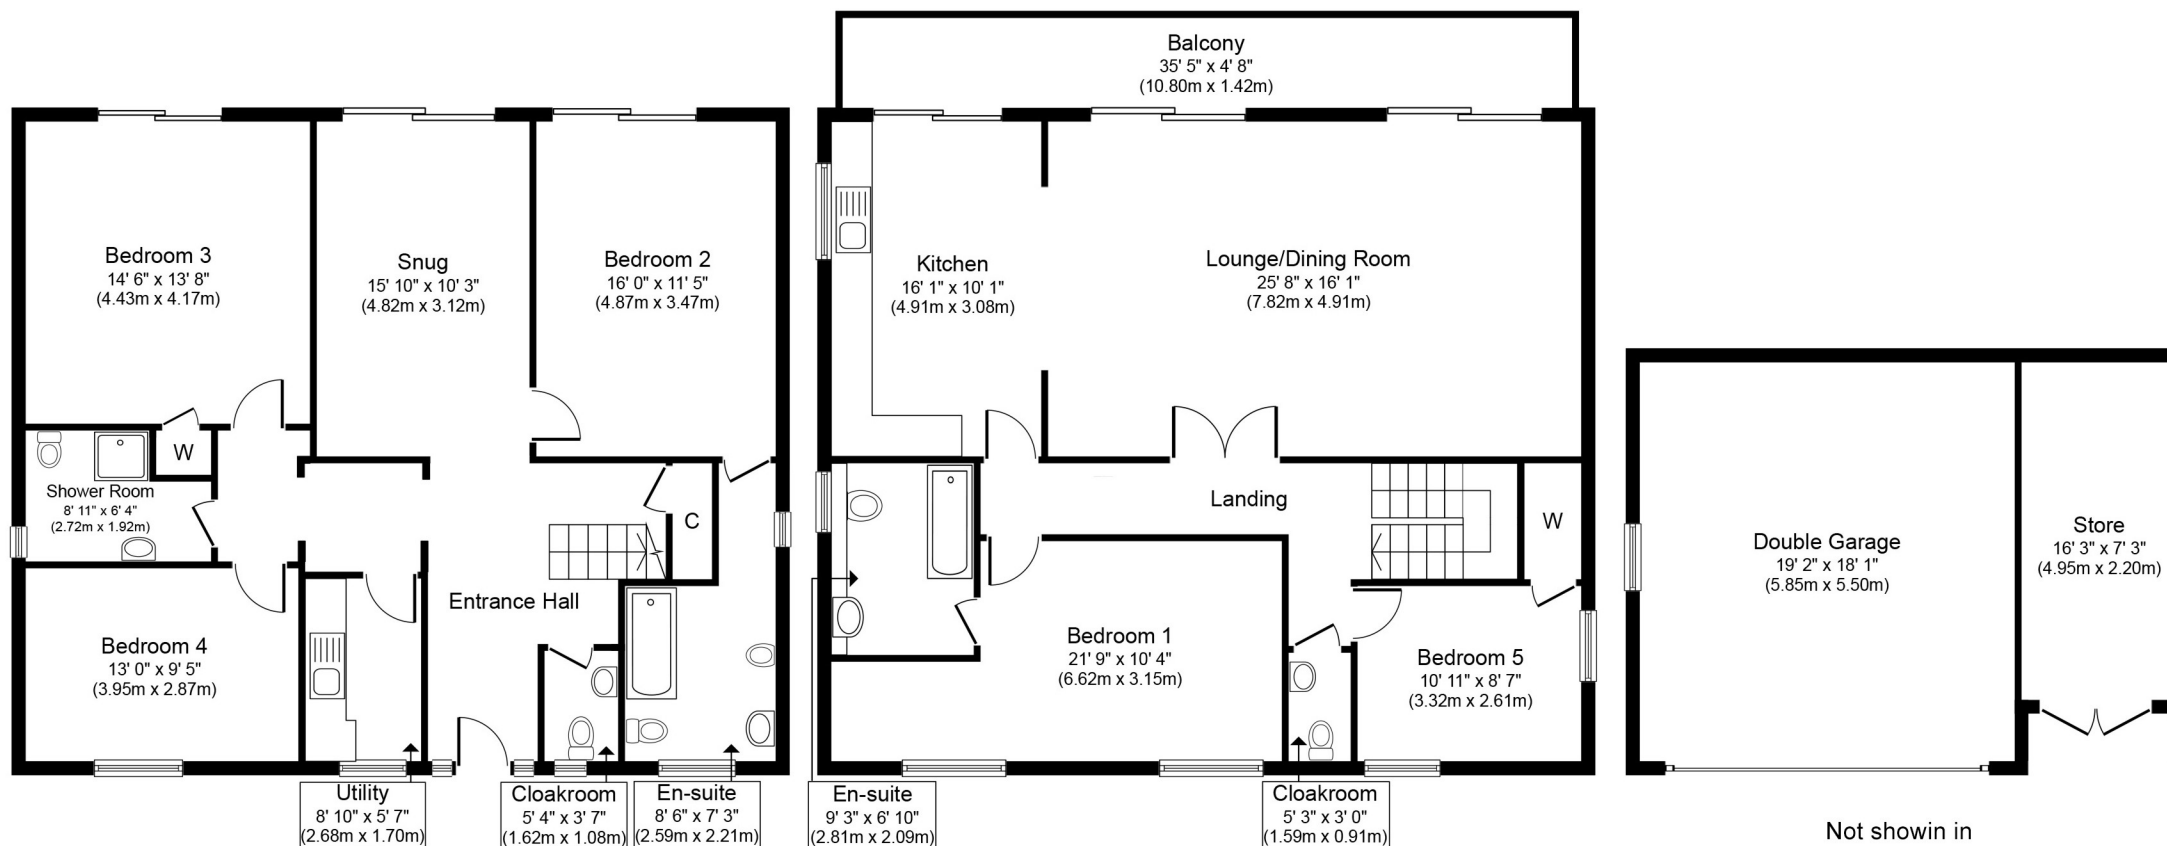 Balcony
35' 5" x 4' 8"
(10.80m x 1.42m)
Bedroom 3
14' 6" x 13' 8"
(4.43m x 4.17m)
Snug
15' 10" x 10' 3"
(4.82m x 3.12m)
Bedroom 2
16' 0" x 11' 5"
(4.87m x 3.47m)
Kitchen
16' 1" x 10' 1"
(4.91m x 3.08m)
Lounge/Dining Room
25' 8" x 16' 1"
(7.82m x 4.91m)
W
Shower Room
8' 11" x 6' 4"
(2.72m x 1.92m)
C
Landing
W
Double Garage
19' 2" x 18' 1"
(5.85m x 5.50m)
Store
16' 3" x 7' 3"
(4.95m x 2.20m)
Entrance Hall
Bedroom 4
13' 0" x 9' 5"
(3.95m x 2.87m)
Bedroom 1
21' 9" x 10' 4"
(6.62m x 3.15m)
Bedroom 5
10' 11" x 8' 7"
(3.32m x 2.61m)
Utility
8' 10" x 5' 7"
(2.68m x 1.70m)
Cloakroom
5' 4" x 3' 7"
(1.62m x 1.08m)
En-suite
8' 6" x 7' 3"
(2.59m x 2.21m)
En-suite
9' 3" x 6' 10"
(2.81m x 2.09m)
Cloakroom
5' 3" x 3' 0"
(1.59m x 0.91m)
Not showin in